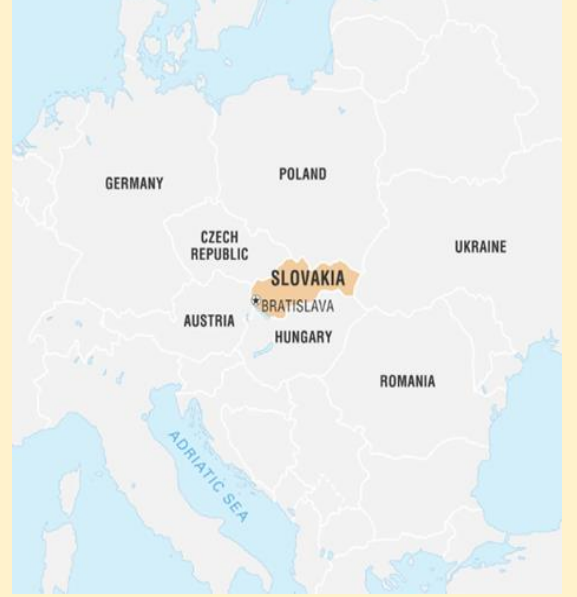 GERMANY
POLAND
CZECH
REPUBLIC
UKRAINE
SLOVAKIA
BRATISLAVA
AUSTRIA
HUNGARY
ROMANIA
ADRIATIC SEA